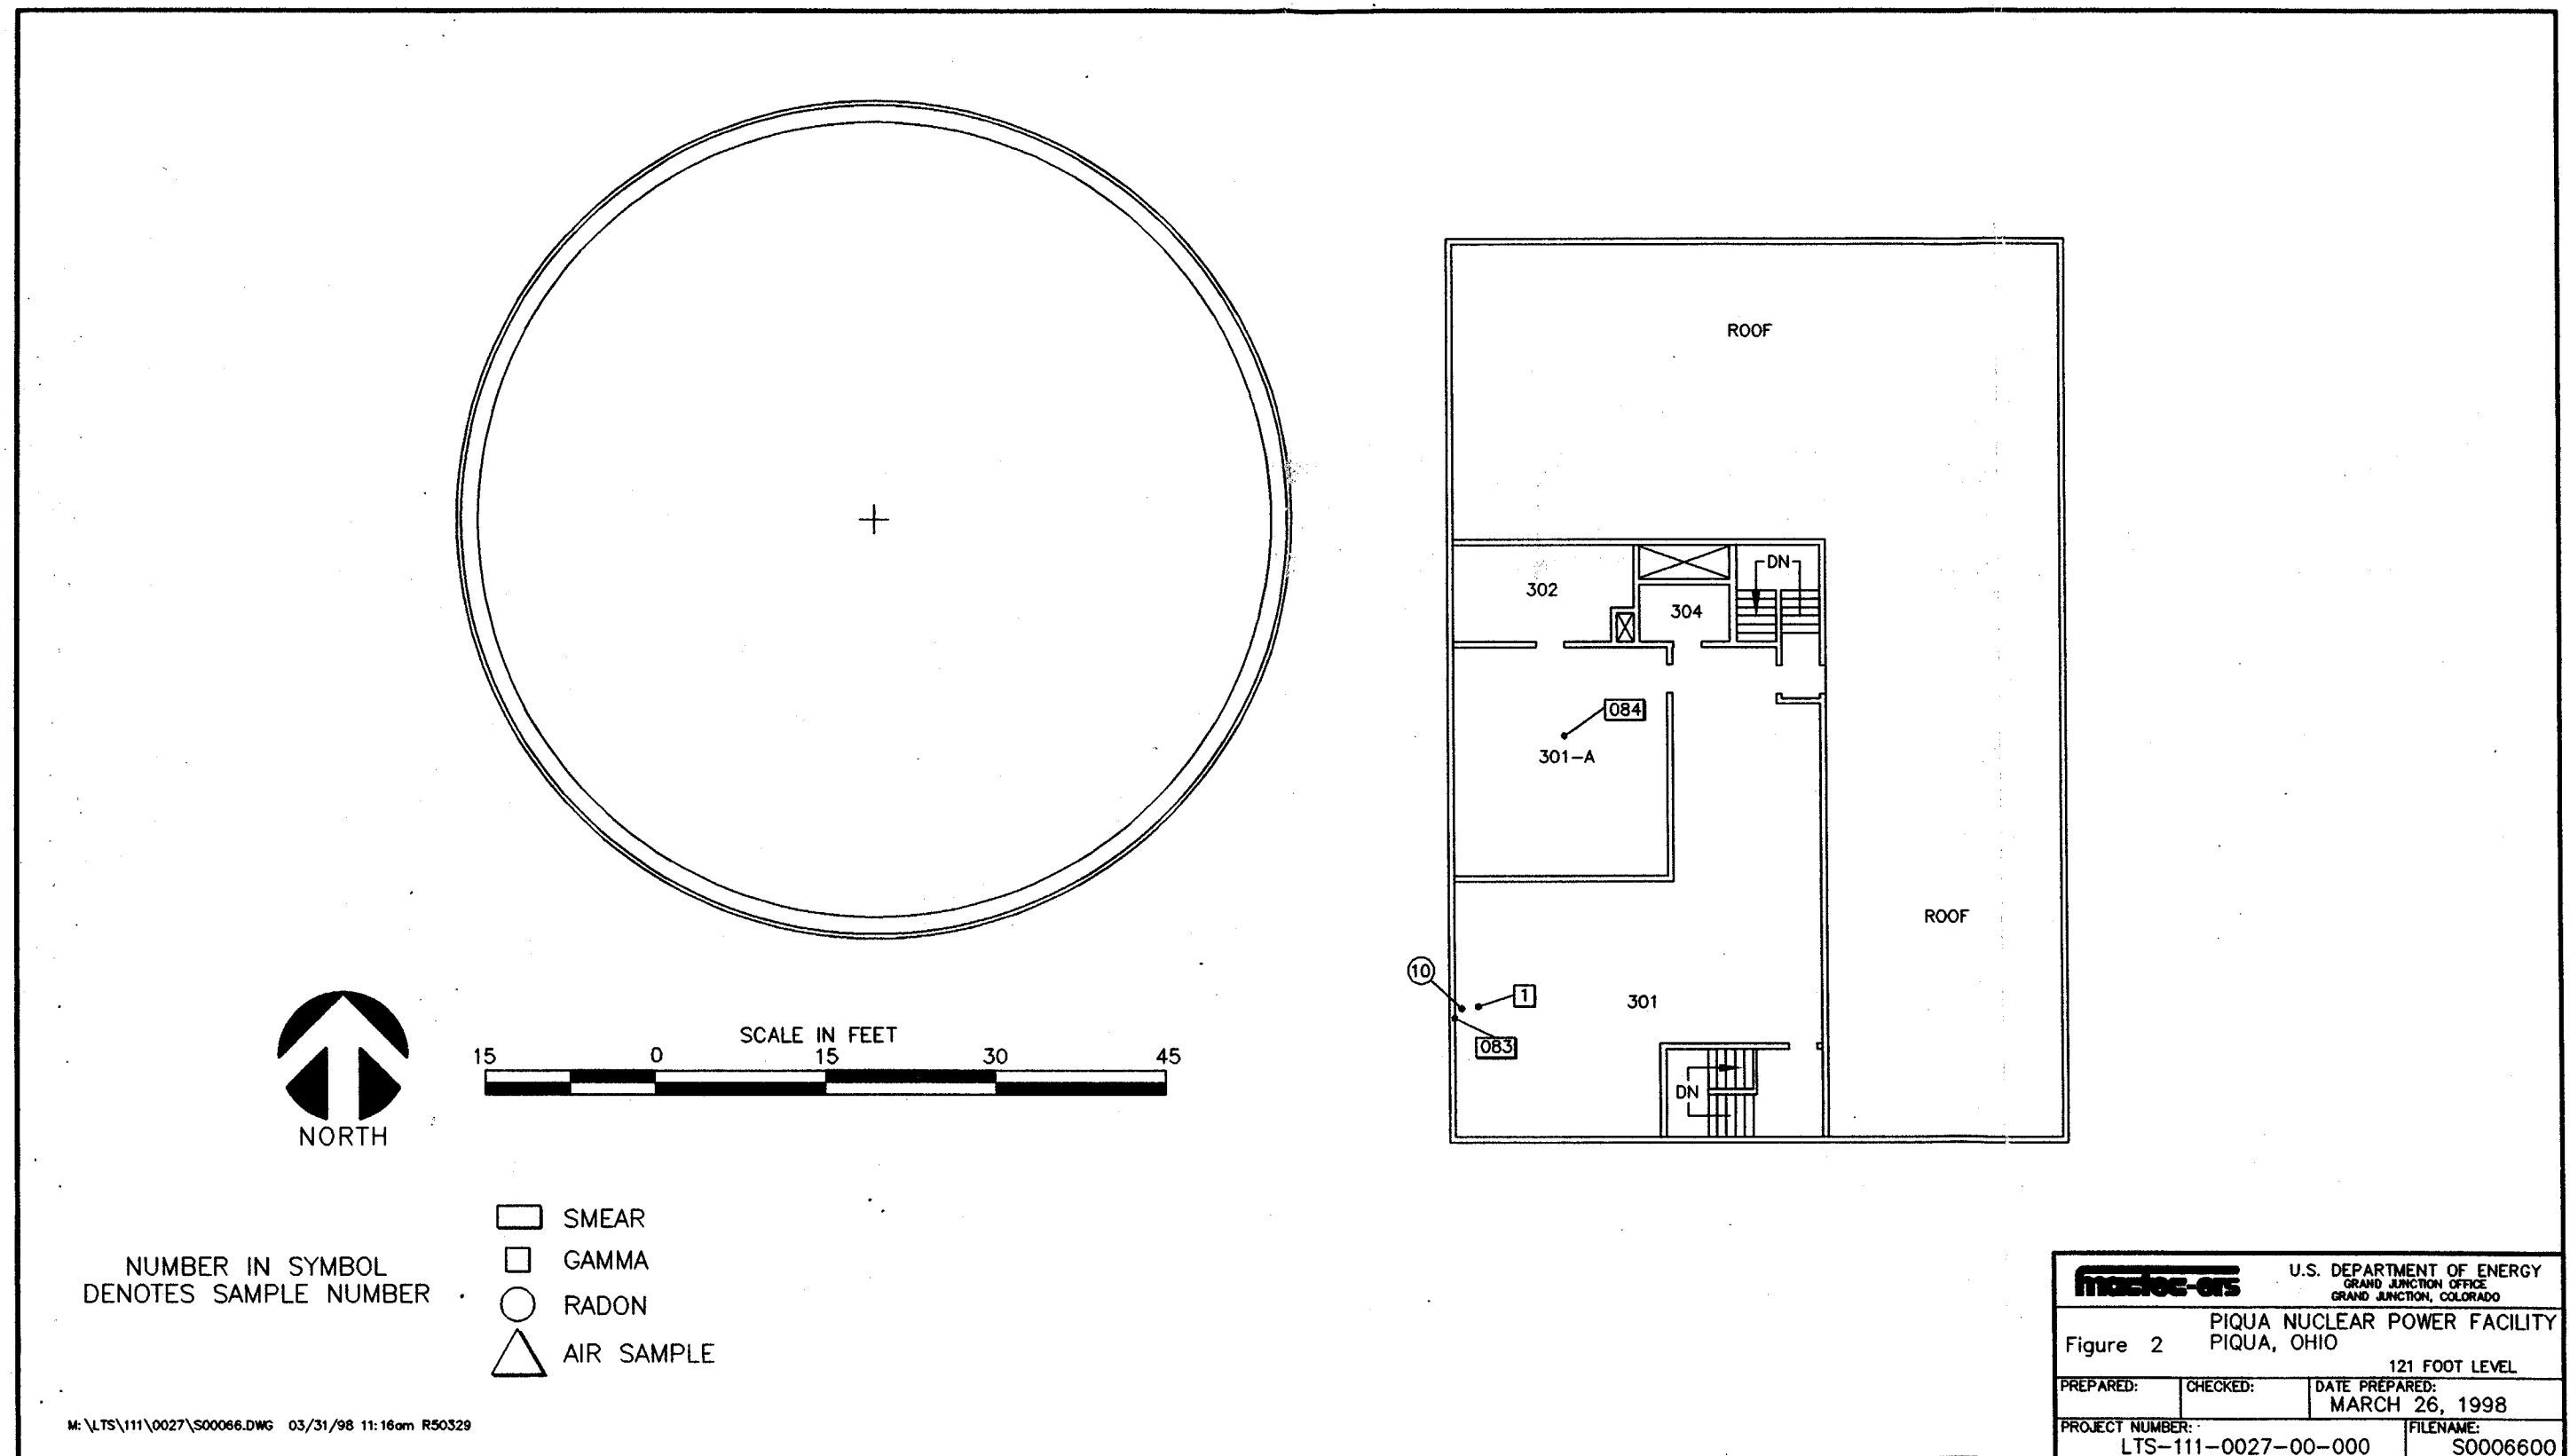 ROOF
DN
302
304
084
301-A
ROOF
10
1
301
083
DN
SCALE IN FEET
15 0 15 30 45
NORTH
SMEAR
GAMMA
RADON
AIR SAMPLE
NUMBER IN SYMBOL
DENOTES SAMPLE NUMBER
M:\LTS\111\0027\S00066.DWG 03/31/98 11:16am R50329
mactec-ers
U.S. DEPARTMENT OF ENERGY
GRAND JUNCTION OFFICE
GRAND JUNCTION, COLORADO
PIQUA NUCLEAR POWER FACILITY
Figure 2 PIQUA, OHIO
121 FOOT LEVEL
PREPARED: CHECKED: DATE PREPARED:
MARCH 26, 1998
PROJECT NUMBER: FILENAME:
LTS-111-0027-00-000 S0006600